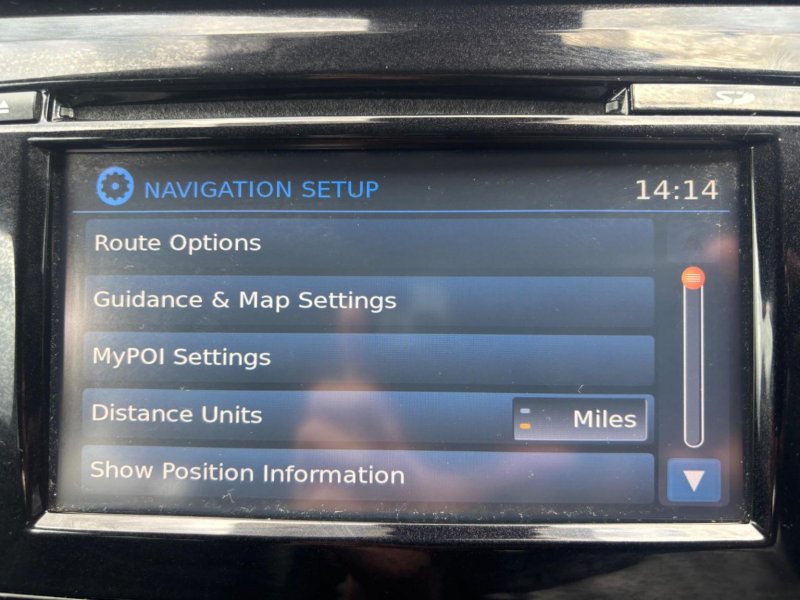 SD
NAVIGATION SETUP 14:14
Route Options
Guidance & Map Settings
MyPOI Settings
Distance Units Miles
Show Position Information